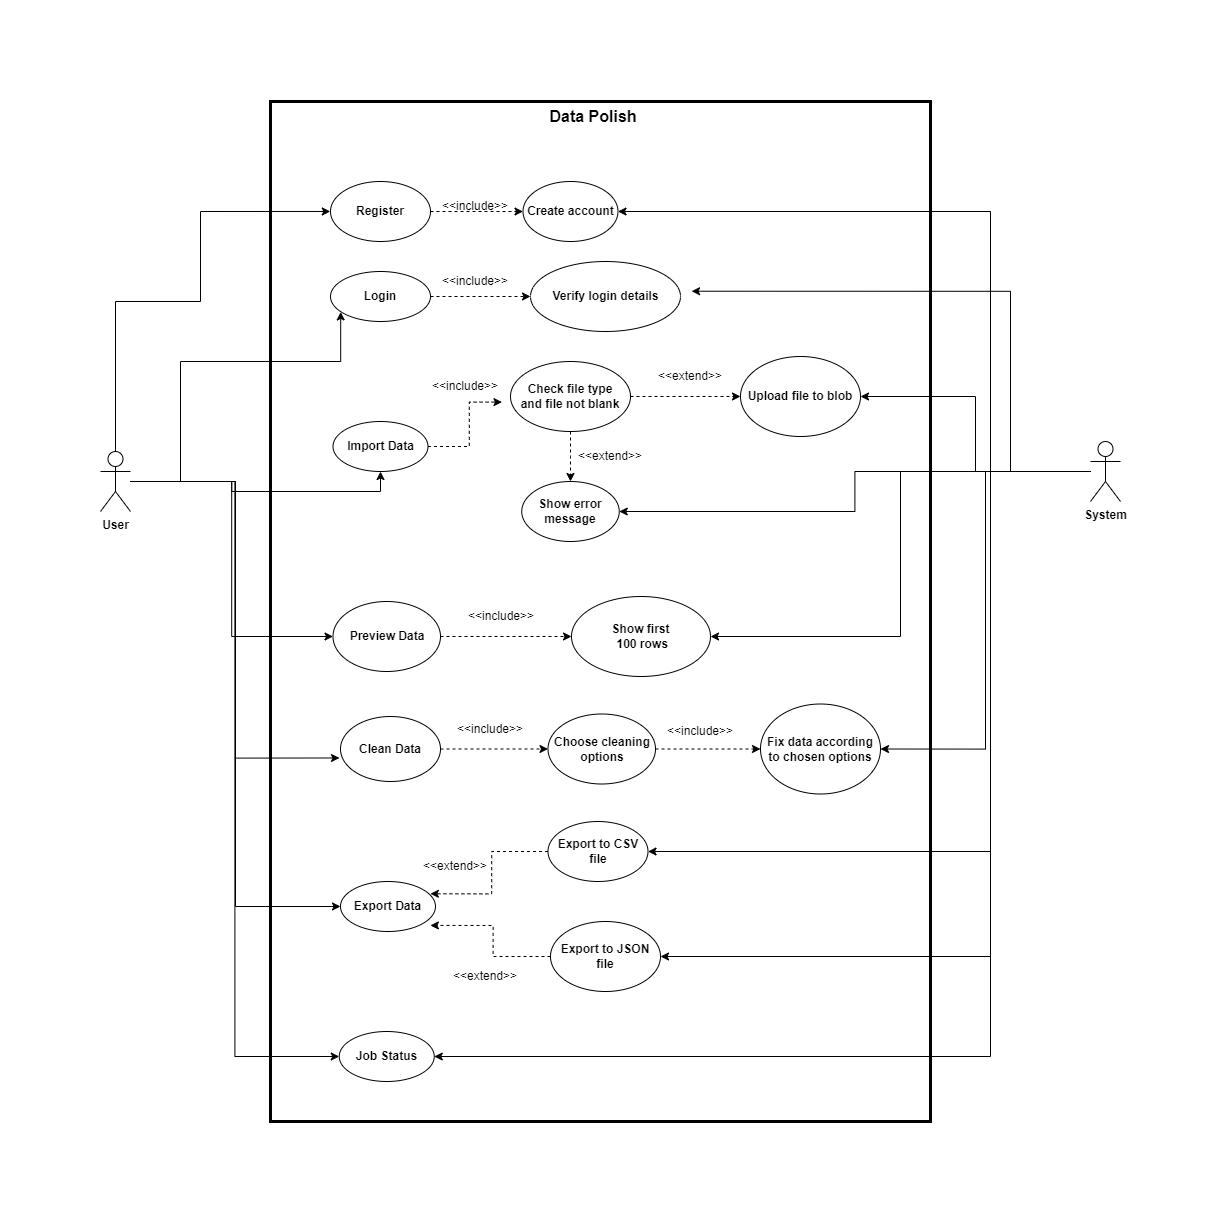 Data Polish
Register
<<include>>
Create account
Login
<<include>>
Verify login details
Import Data
<<include>>
Check file type
and file not blank
<<extend>>
Upload file to blob
<<extend>>
Show error
message
User
System
Preview Data
<<include>>
Show first
100 rows
Clean Data
<<include>>
Choose cleaning
options
<<include>>
Fix data according
to chosen options
Export Data
<<extend>>
Export to CSV
file
<<extend>>
Export to JSON
file
Job Status